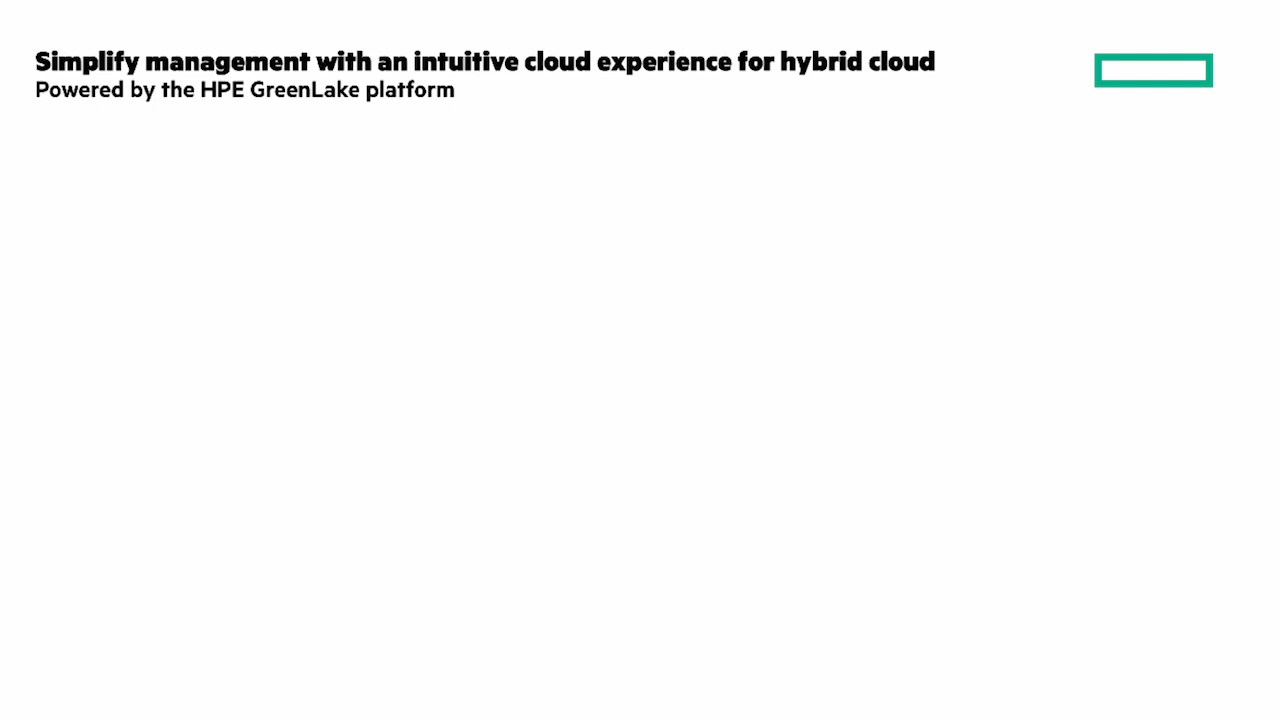 Simplify management with an intuitive cloud experience for hybrid cloud
Powered by the HPE GreenLake platform